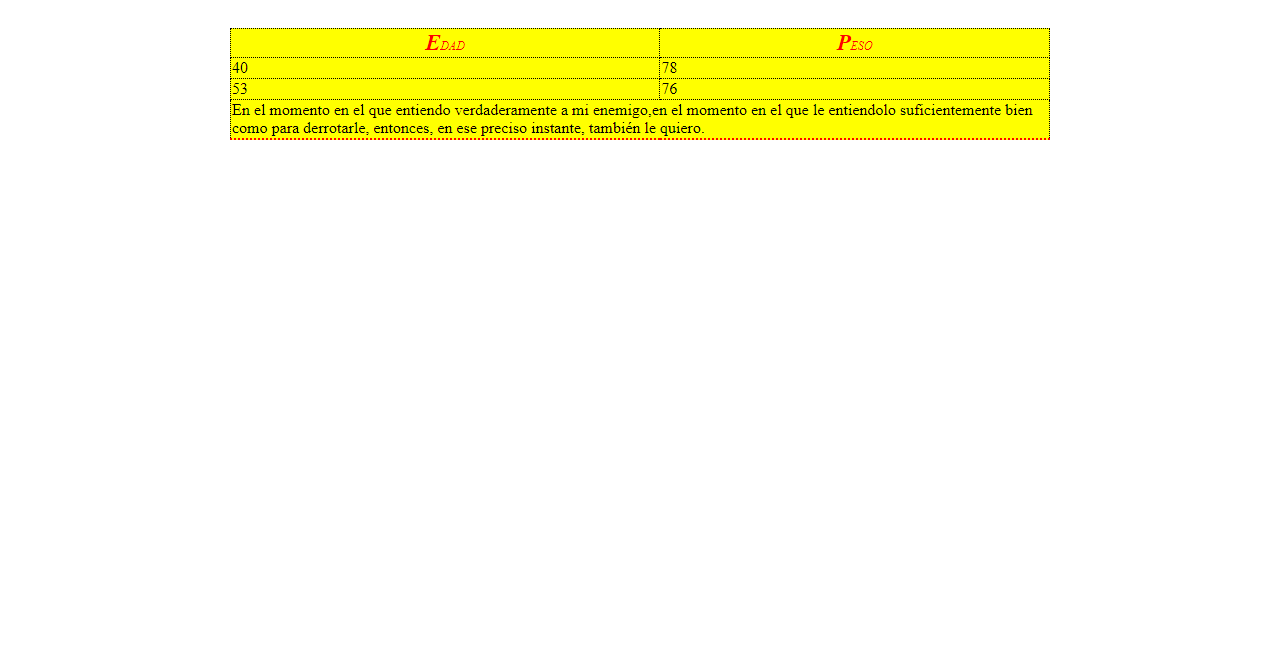 EDAD PESO
40 78
53 76
En el momento en el que entiendo verdaderamente a mi enemigo,en el momento en el que le entiendolo suficientemente bien
como para derrotarle, entonces, en ese preciso instante, también le quiero.